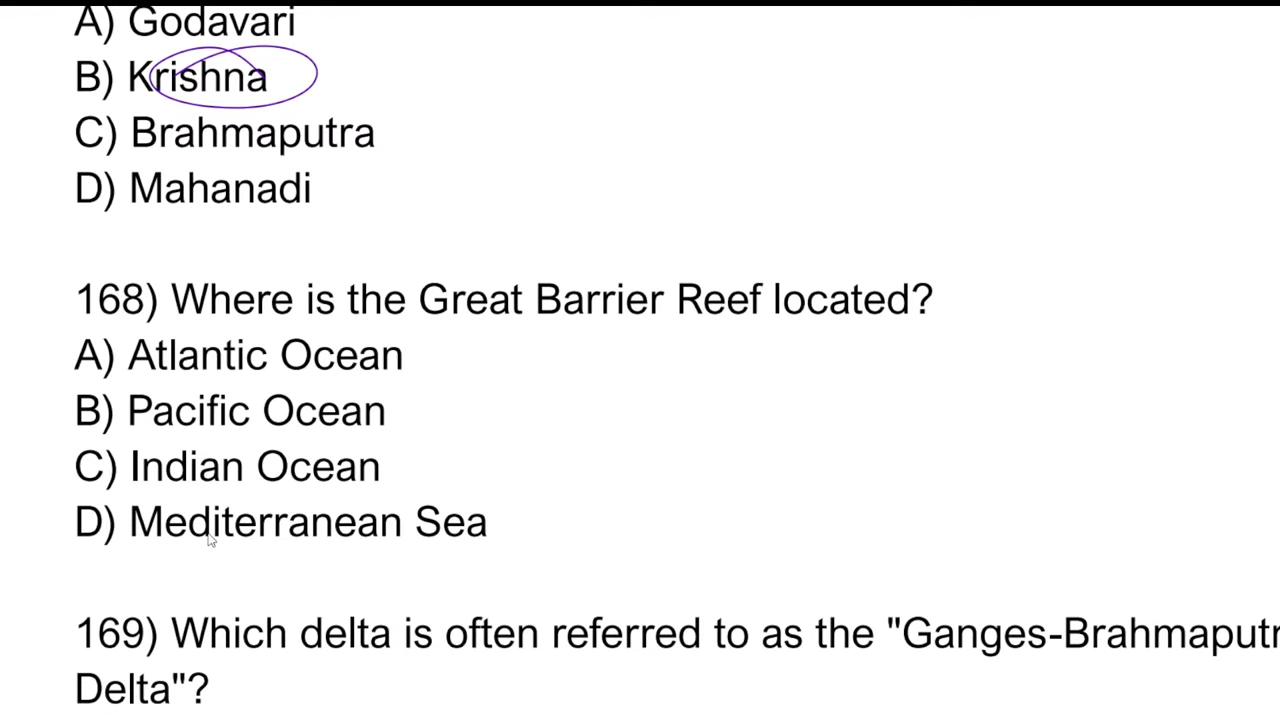 A) Godavari
B) Krishna
C) Brahmaputra
D) Mahanadi
168) Where is the Great Barrier Reef located?
A) Atlantic Ocean
B) Pacific Ocean
C) Indian Ocean
D) Mediterranean Sea
169) Which delta is often referred to as the "Ganges-Brahmaputr
Delta"?